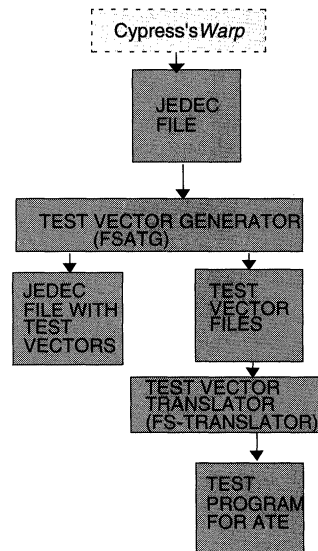 Cypress's Warp
JEDEC
FILE
TEST VECTOR GENERATOR
(FSATG)
JEDEC
FILE WITH
TEST
VECTORS
TEST
VECTOR
FILES
TEST VECTOR
TRANSLATOR
(FS-TRANSLATOR)
TEST
PROGRAM
FOR ATE